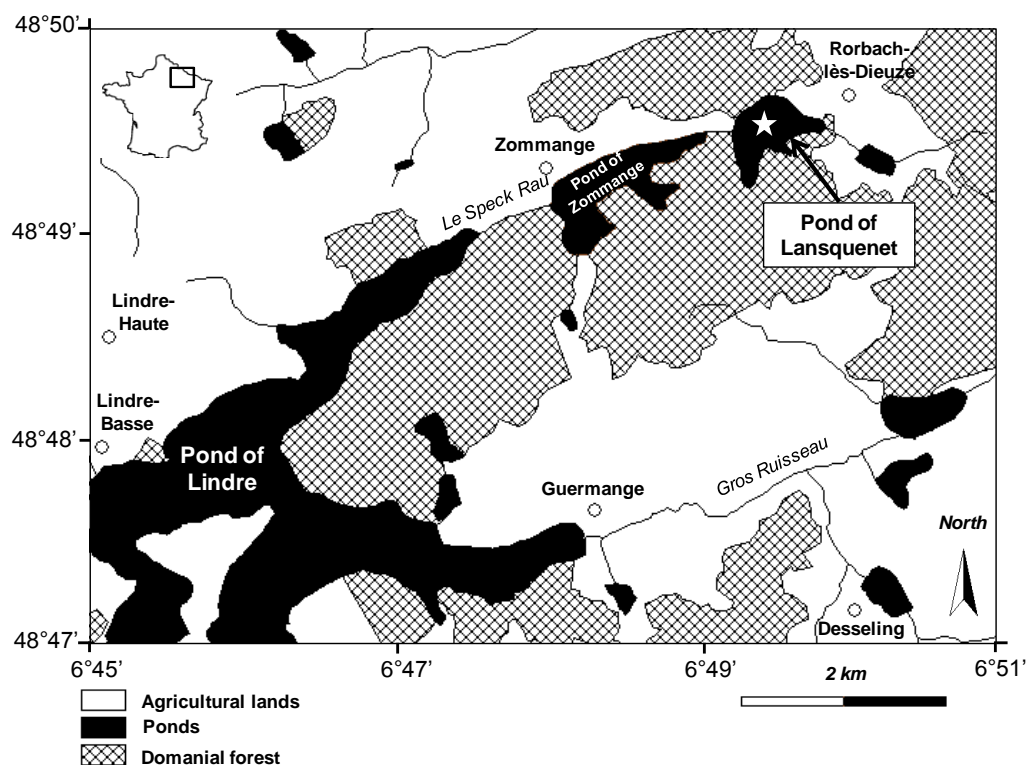 48°50'
Rorbach-
lès-Dieuze
Zommange
Pond of
Zommange
Le Speck Rau
48°49'
Pond of
Lansquenet
Lindre-
Haute
Lindre-
Basse
48°48'
Pond of
Lindre
Gros Ruisseau
Guermange
North
Desseling
48°47'
6°45'
6°47'
6°49'
6°51'
2 km
Agricultural lands
Ponds
Domanial forest